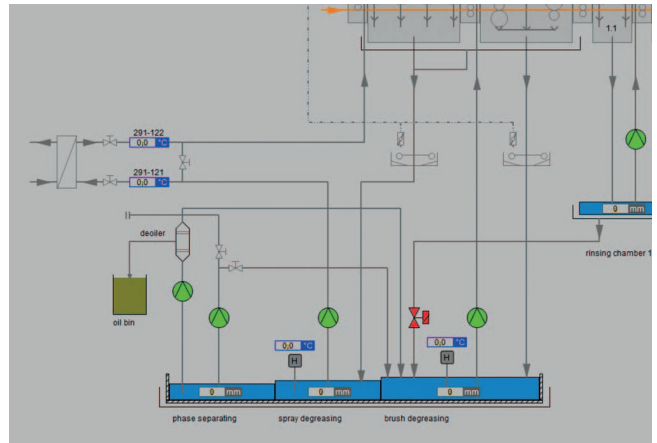 1.1
291-122
0,0 °C
291-121
0,0 °C
0 mm
deoiler
rinsing chamber 1
oil bin
0,0 °C
H
0,0 °C
H
0 mm
0 mm
0 mm
phase separating
spray degreasing
brush degreasing